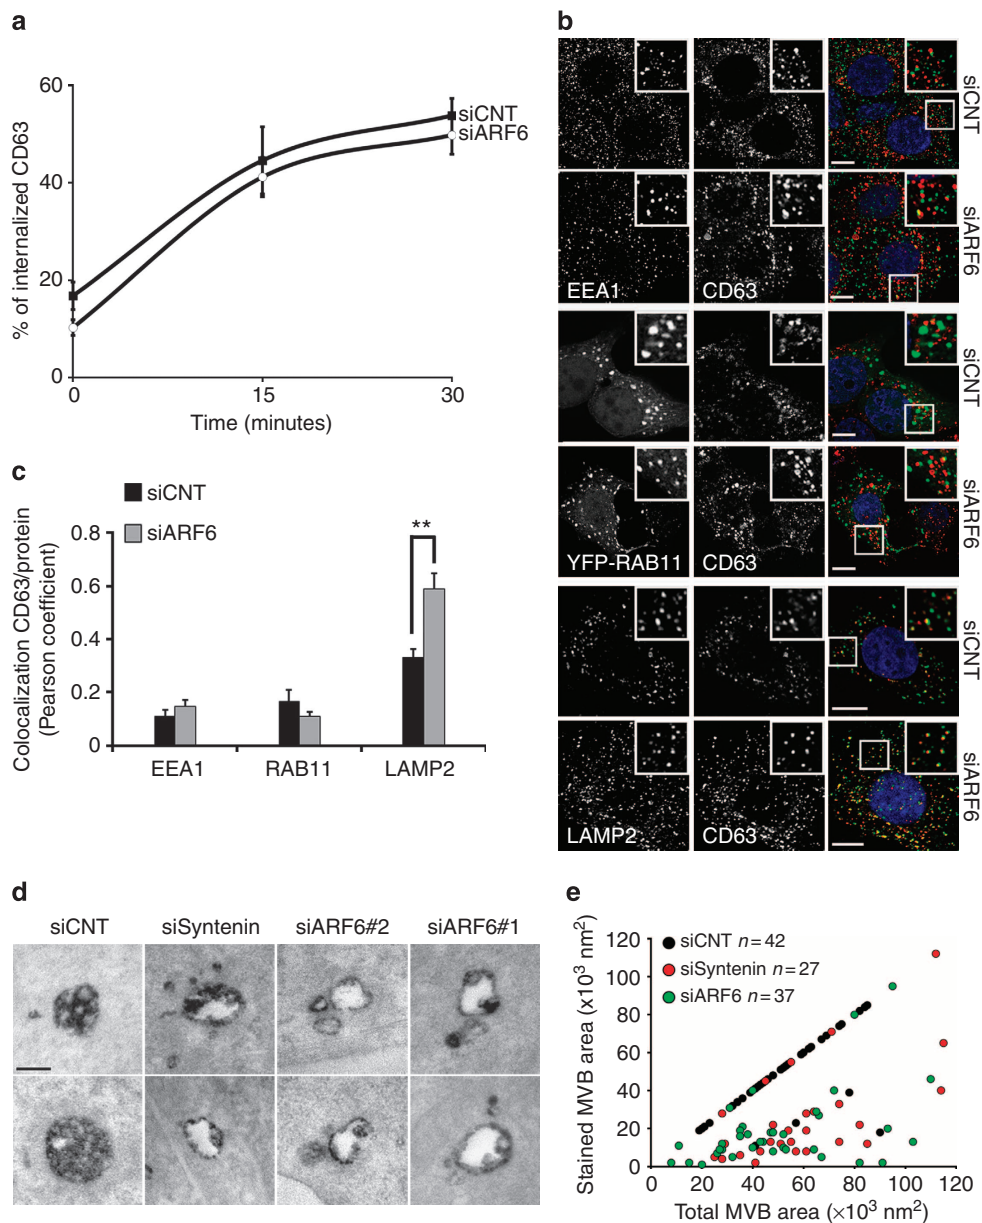 a
% of internalized CD63
60
40
20
0
0
15
30
Time (minutes)
siCNT
siARF6
b
siCNT
EEA1
CD63
siARF6
siCNT
YFP-RAB11
CD63
siARF6
siCNT
LAMP2
CD63
siARF6
c
siCNT
siARF6
Colocalization CD63/protein
(Pearson coefficient)
0.8
0.6
0.4
0.2
0
**
EEA1
RAB11
LAMP2
d
siCNT
siSyntenin
siARF6#2
siARF6#1
e
Stained MVB area (x10³ nm²)
120
100
80
60
40
20
0
siCNT n=42
siSyntenin n=27
siARF6 n=37
0
20
40
60
80
100
120
Total MVB area (×10³ nm²)